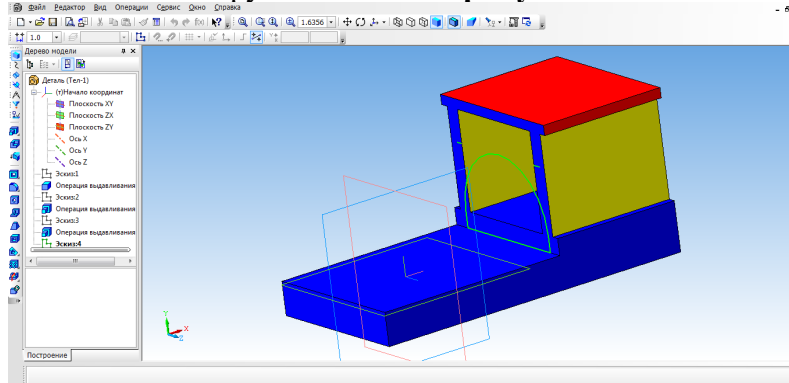 Файл Редактор Вид Операции Сервис Окно Справка
1.6356
1.0
Дерево модели
Деталь (Тел-1)
(т)Начало координат
Плоскость XY
Плоскость ZX
Плоскость ZY
Ось X
Ось Y
Ось Z
Эскиз:1
Операция выдавливания
Эскиз:2
Операция выдавливания
Эскиз:3
Операция выдавливания
Эскиз:4
Построение
Y
X
Z